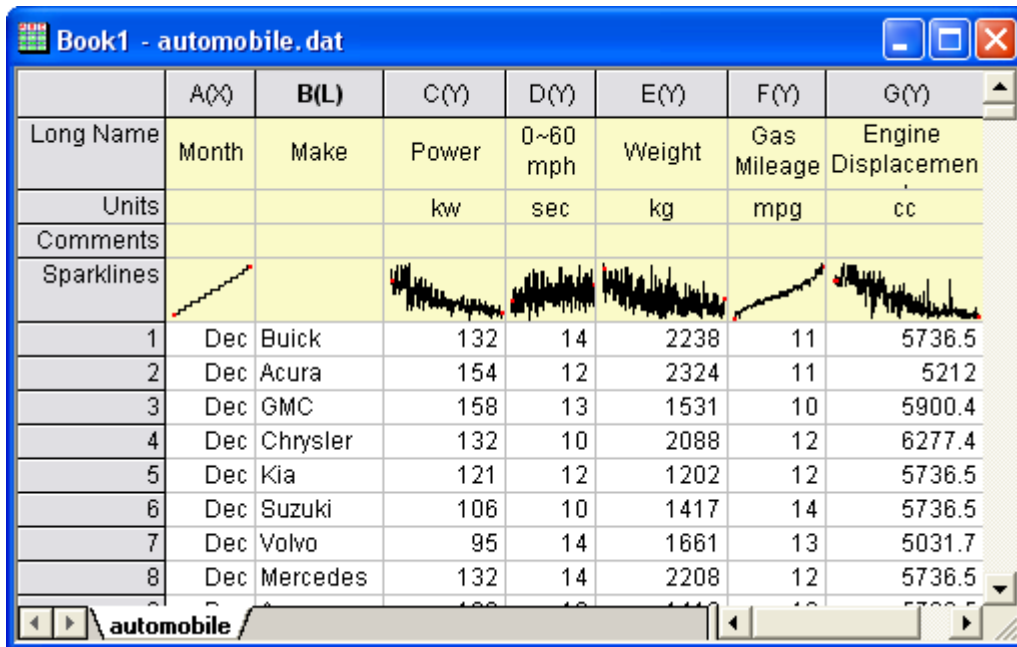 Book1 - automobile.dat
A(X) B(L) C(Y) D(Y) E(Y) F(Y) G(Y)
Long Name Month Make Power 0~60 mph Weight Gas Mileage Engine Displacemen
Units kw sec kg mpg cc
Comments
Sparklines
1 Dec Buick 132 14 2238 11 5736.5
2 Dec Acura 154 12 2324 11 5212
3 Dec GMC 158 13 1531 10 5900.4
4 Dec Chrysler 132 10 2088 12 6277.4
5 Dec Kia 121 12 1202 12 5736.5
6 Dec Suzuki 106 10 1417 14 5736.5
7 Dec Volvo 95 14 1661 13 5031.7
8 Dec Mercedes 132 14 2208 12 5736.5
automobile